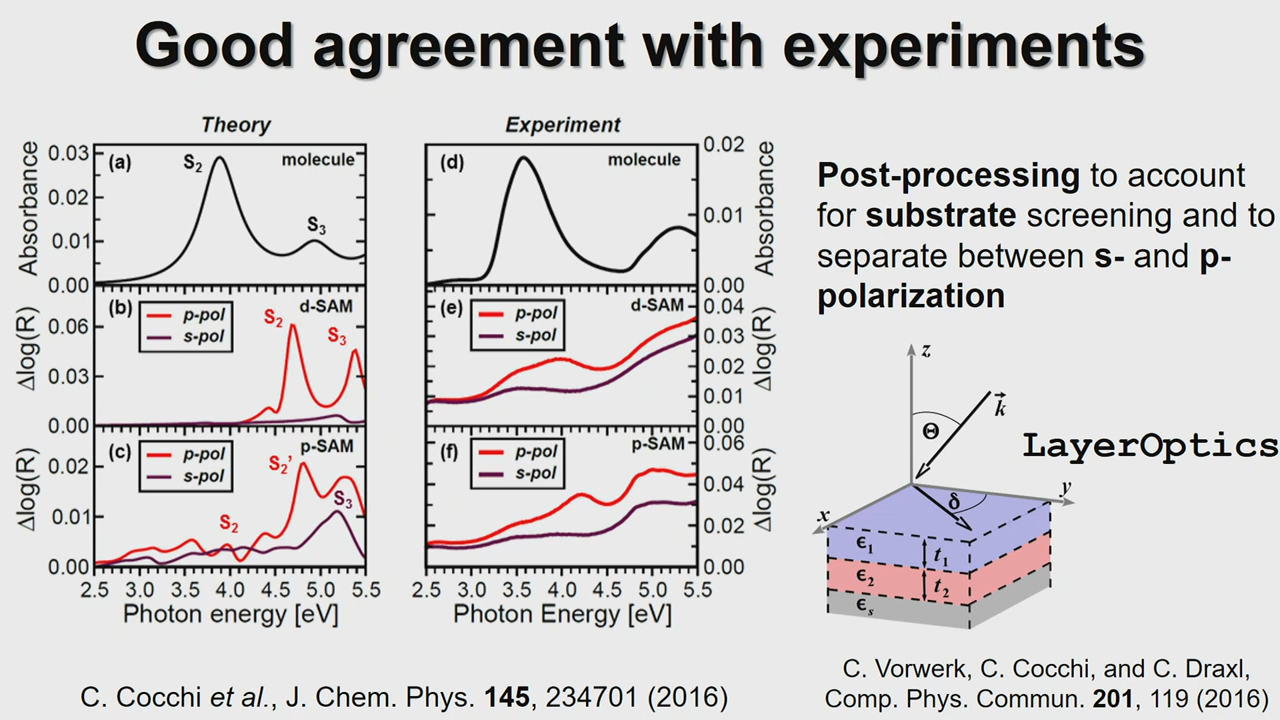 Good agreement with experiments
Theory
Experiment
Absorbance
0.03
0.02
0.01
0.00
(a)
S2
molecule
S3
(d)
molecule
0.02
0.01
0.00
Absorbance
Δlog(R)
0.06
0.03
0.00
(b)
p-pol
s-pol
d-SAM
S2
S3
(e)
p-pol
s-pol
d-SAM
0.04
0.03
0.02
0.01
0.00
Δlog(R)
Δlog(R)
0.02
0.01
0.00
(c)
p-pol
s-pol
p-SAM
S2'
S2
S3
(f)
p-pol
s-pol
p-SAM
0.06
0.04
0.02
0.00
Δlog(R)
2.5 3.0 3.5 4.0 4.5 5.0 5.5
Photon energy [eV]
2.5 3.0 3.5 4.0 4.5 5.0 5.5
Photon Energy [eV]
C. Cocchi et al., J. Chem. Phys. 145, 234701 (2016)
Post-processing to account
for substrate screening and to
separate between s- and p-
polarization
z
k
Θ
LayerOptics
y
δ
x
ϵ1
t1
ϵ2
t2
ϵs
C. Vorwerk, C. Cocchi, and C. Draxl,
Comp. Phys. Commun. 201, 119 (2016)